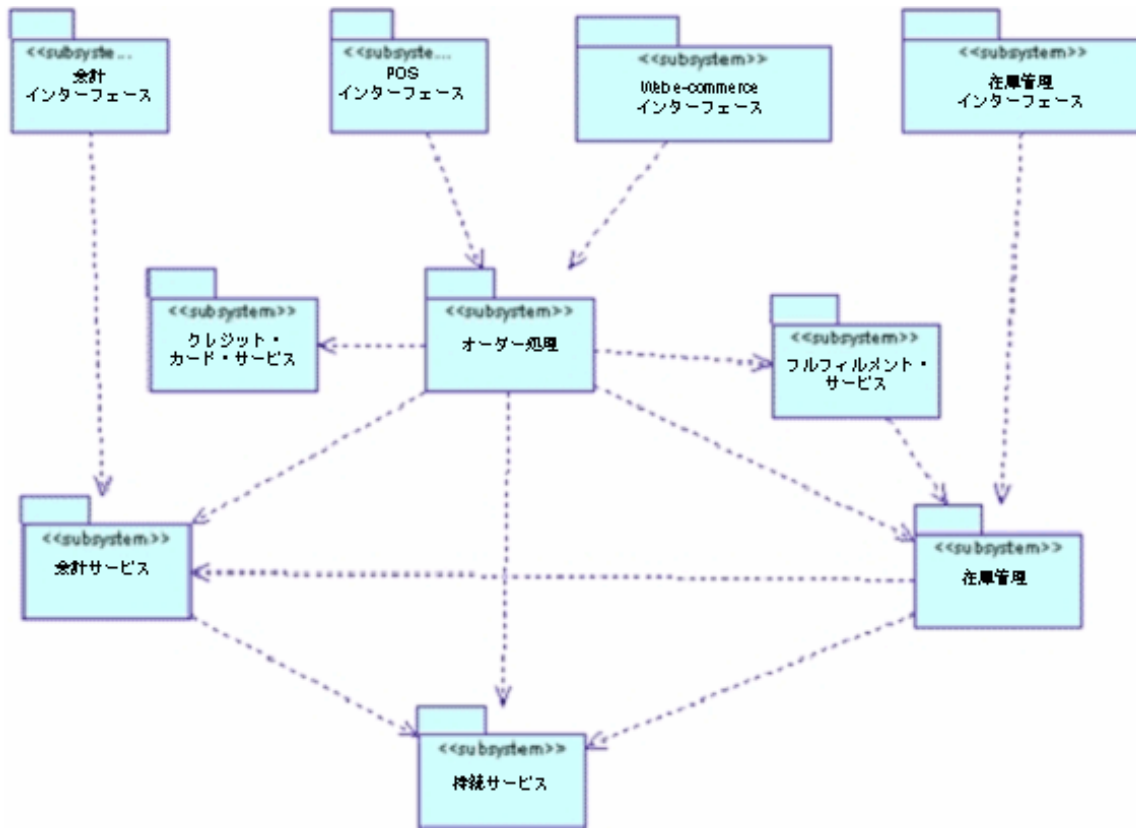 <<subsyste...
会計
インターフェース
<<subsyste...
POS
インターフェース
<<subsystem>>
Web e-commerce
インターフェース
<<subsystem>>
在庫管理
インターフェース
<<subsystem>>
クレジット・
カード・サービス
<<subsystem>>
オーダー処理
<<subsystem>>
フルフィルメント・
サービス
<<subsystem>>
会計サービス
<<subsystem>>
在庫管理
<<subsystem>>
持続サービス